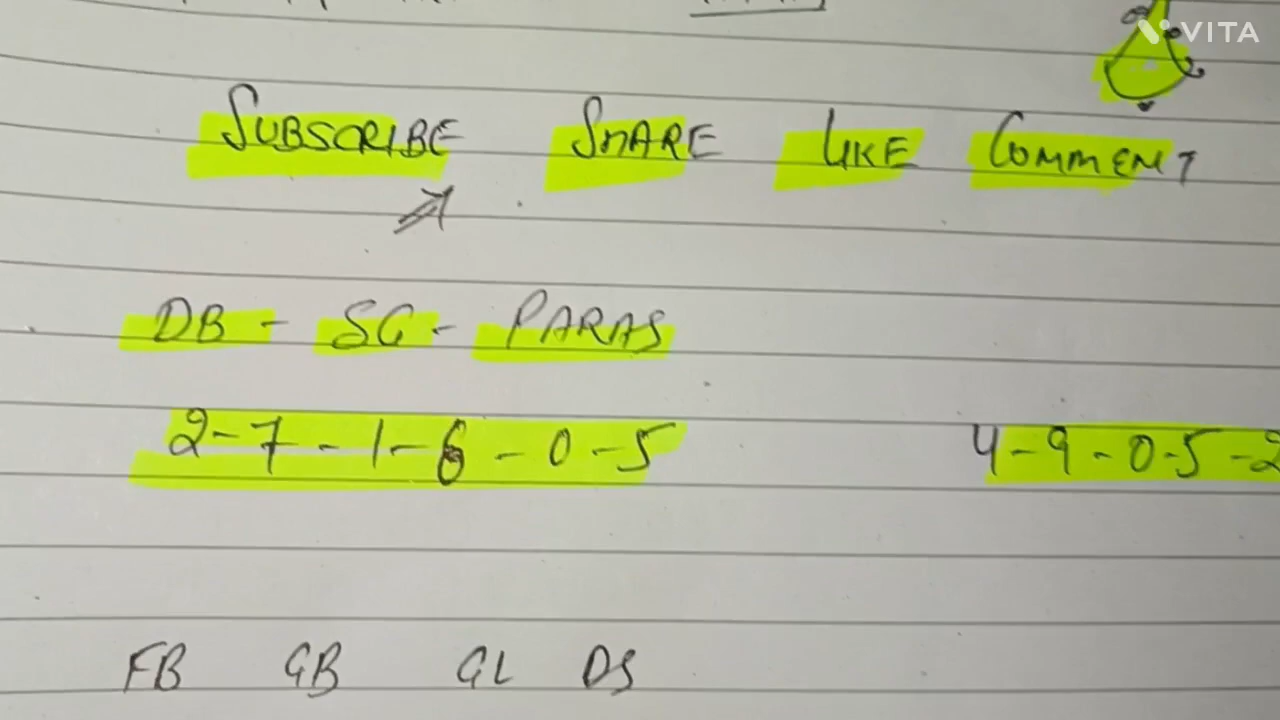 VITA
SUBSCRIBE SHARE LIKE COMMENT
DB - SG - PARAS
2-7-1-6-0-5 4-9-0-5-2
FB GB GL DS